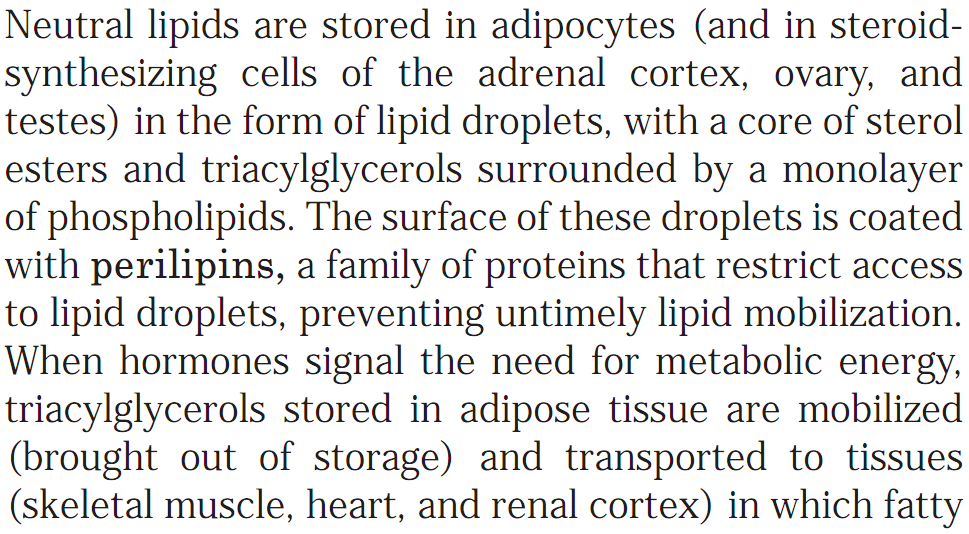 Neutral lipids are stored in adipocytes (and in steroid-
synthesizing cells of the adrenal cortex, ovary, and
testes) in the form of lipid droplets, with a core of sterol
esters and triacylglycerols surrounded by a monolayer
of phospholipids. The surface of these droplets is coated
with perilipins, a family of proteins that restrict access
to lipid droplets, preventing untimely lipid mobilization.
When hormones signal the need for metabolic energy,
triacylglycerols stored in adipose tissue are mobilized
(brought out of storage) and transported to tissues
(skeletal muscle, heart, and renal cortex) in which fatty